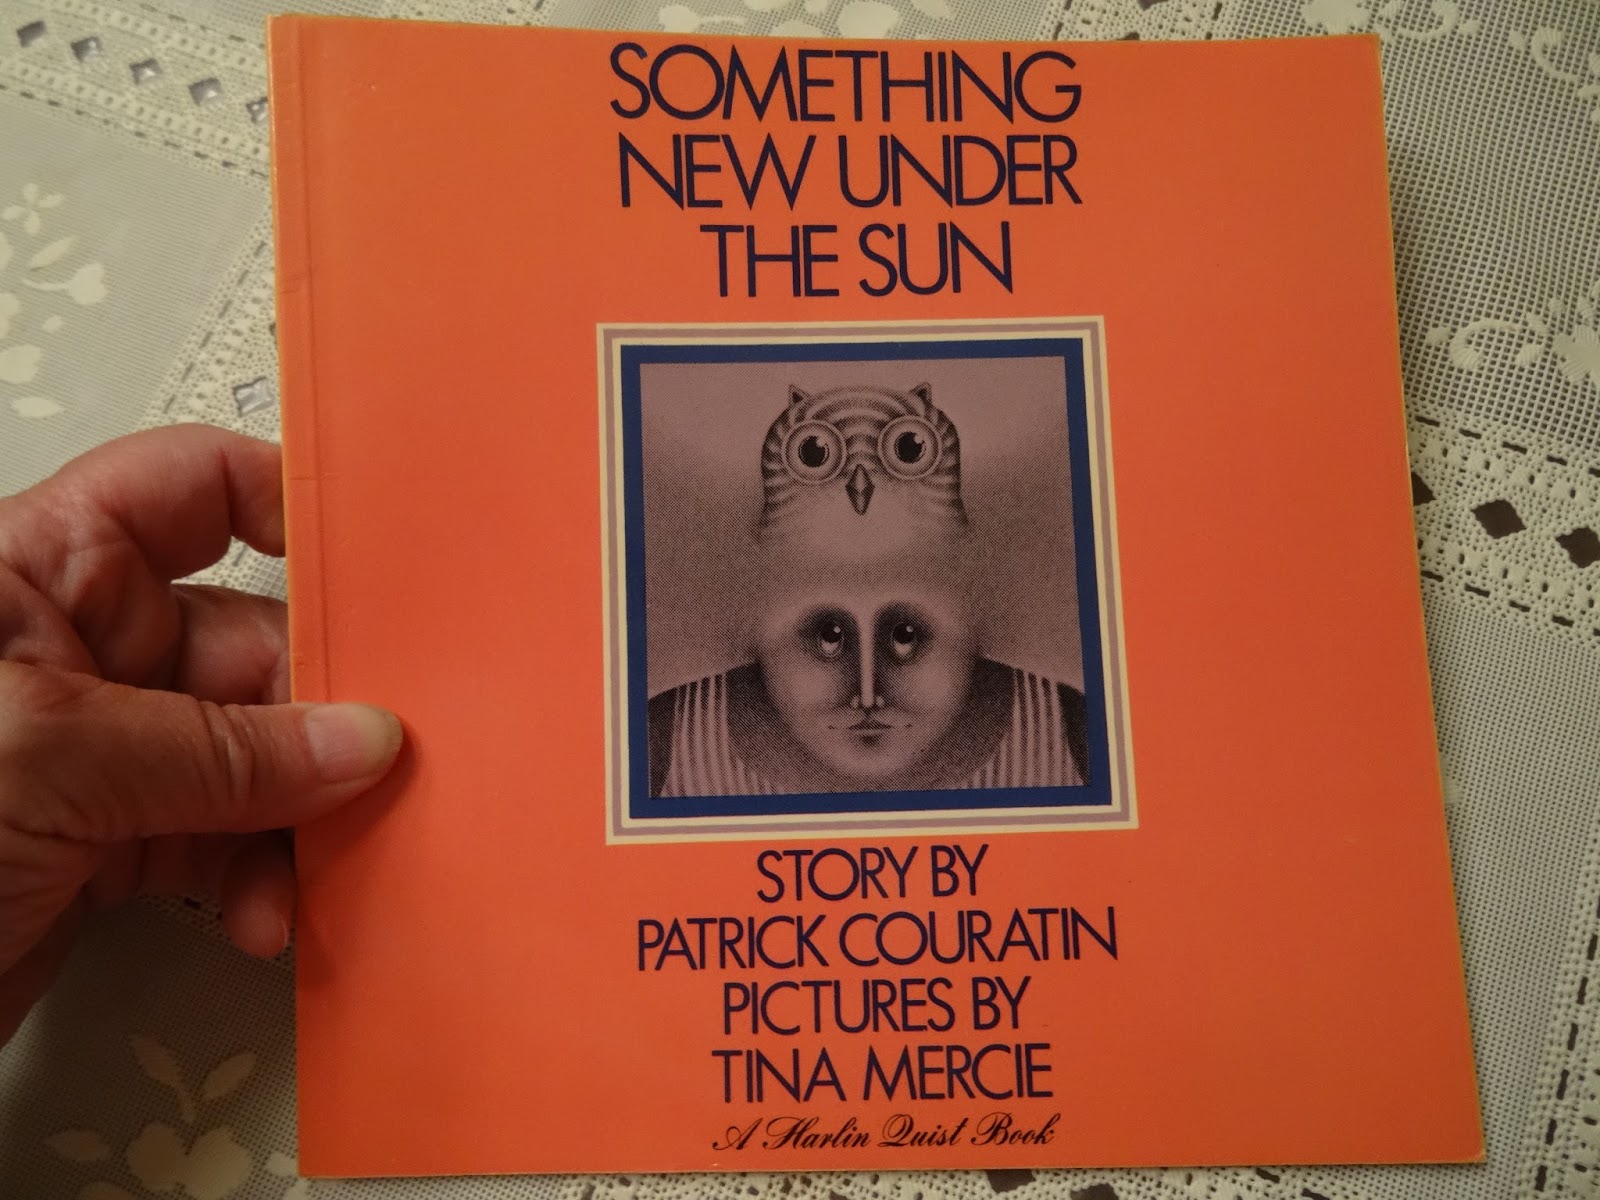 SOMETHING
NEW UNDER
THE SUN
STORY BY
PATRICK COURATIN
PICTURES BY
TINA MERCIE
A Harlin Quist Book